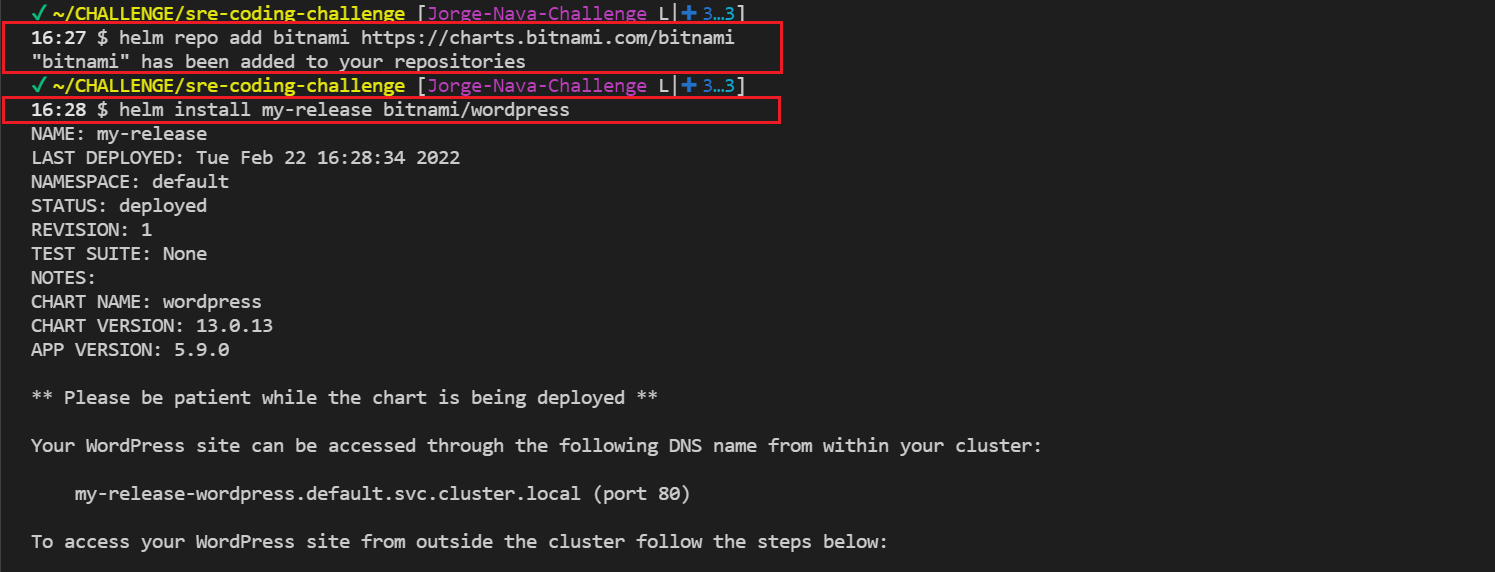 ✓ ~/CHALLENGE/sre-coding-challenge [Jorge-Nava-Challenge L|✚ 3…3]
16:27 $ helm repo add bitnami https://charts.bitnami.com/bitnami
"bitnami" has been added to your repositories
✓ ~/CHALLENGE/sre-coding-challenge [Jorge-Nava-Challenge L|✚ 3…3]
16:28 $ helm install my-release bitnami/wordpress
NAME: my-release
LAST DEPLOYED: Tue Feb 22 16:28:34 2022
NAMESPACE: default
STATUS: deployed
REVISION: 1
TEST SUITE: None
NOTES:
CHART NAME: wordpress
CHART VERSION: 13.0.13
APP VERSION: 5.9.0
** Please be patient while the chart is being deployed **
Your WordPress site can be accessed through the following DNS name from within your cluster:
my-release-wordpress.default.svc.cluster.local (port 80)
To access your WordPress site from outside the cluster follow the steps below: